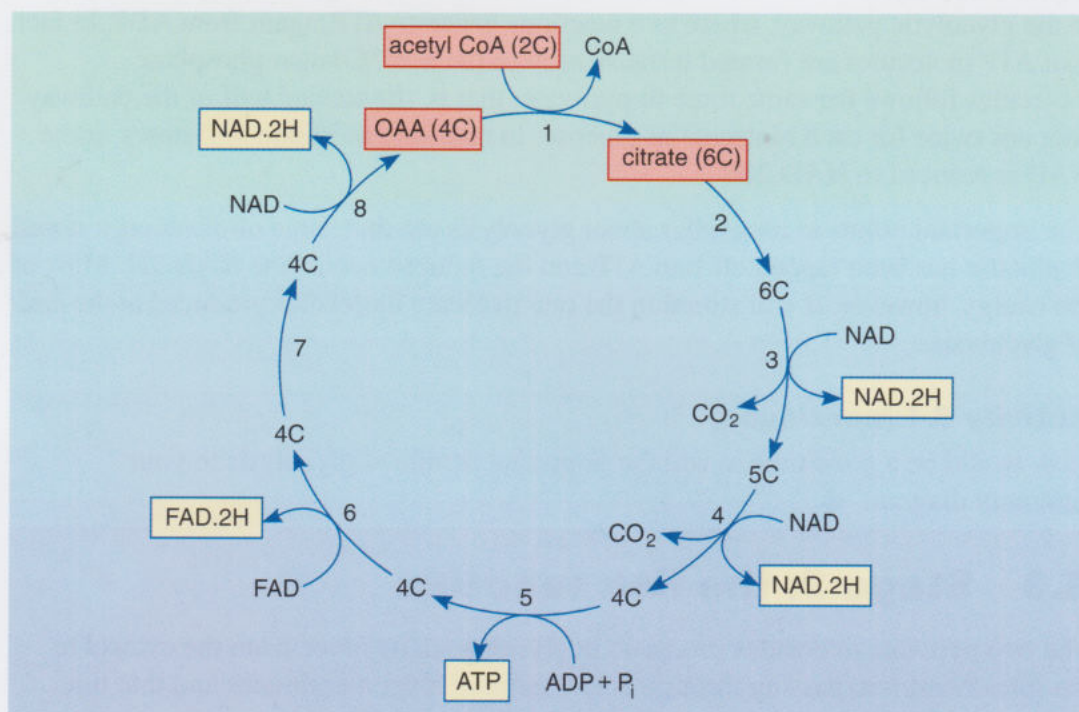 acetyl CoA (2C)
CoA
NAD.2H
OAA (4C)
1
citrate (6C)
NAD
8
2
4C
6C
7
3
NAD
CO₂
NAD.2H
4C
5C
FAD.2H
6
CO₂
4
NAD
FAD
4C
5
4C
NAD.2H
ATP
ADP + Pᵢ